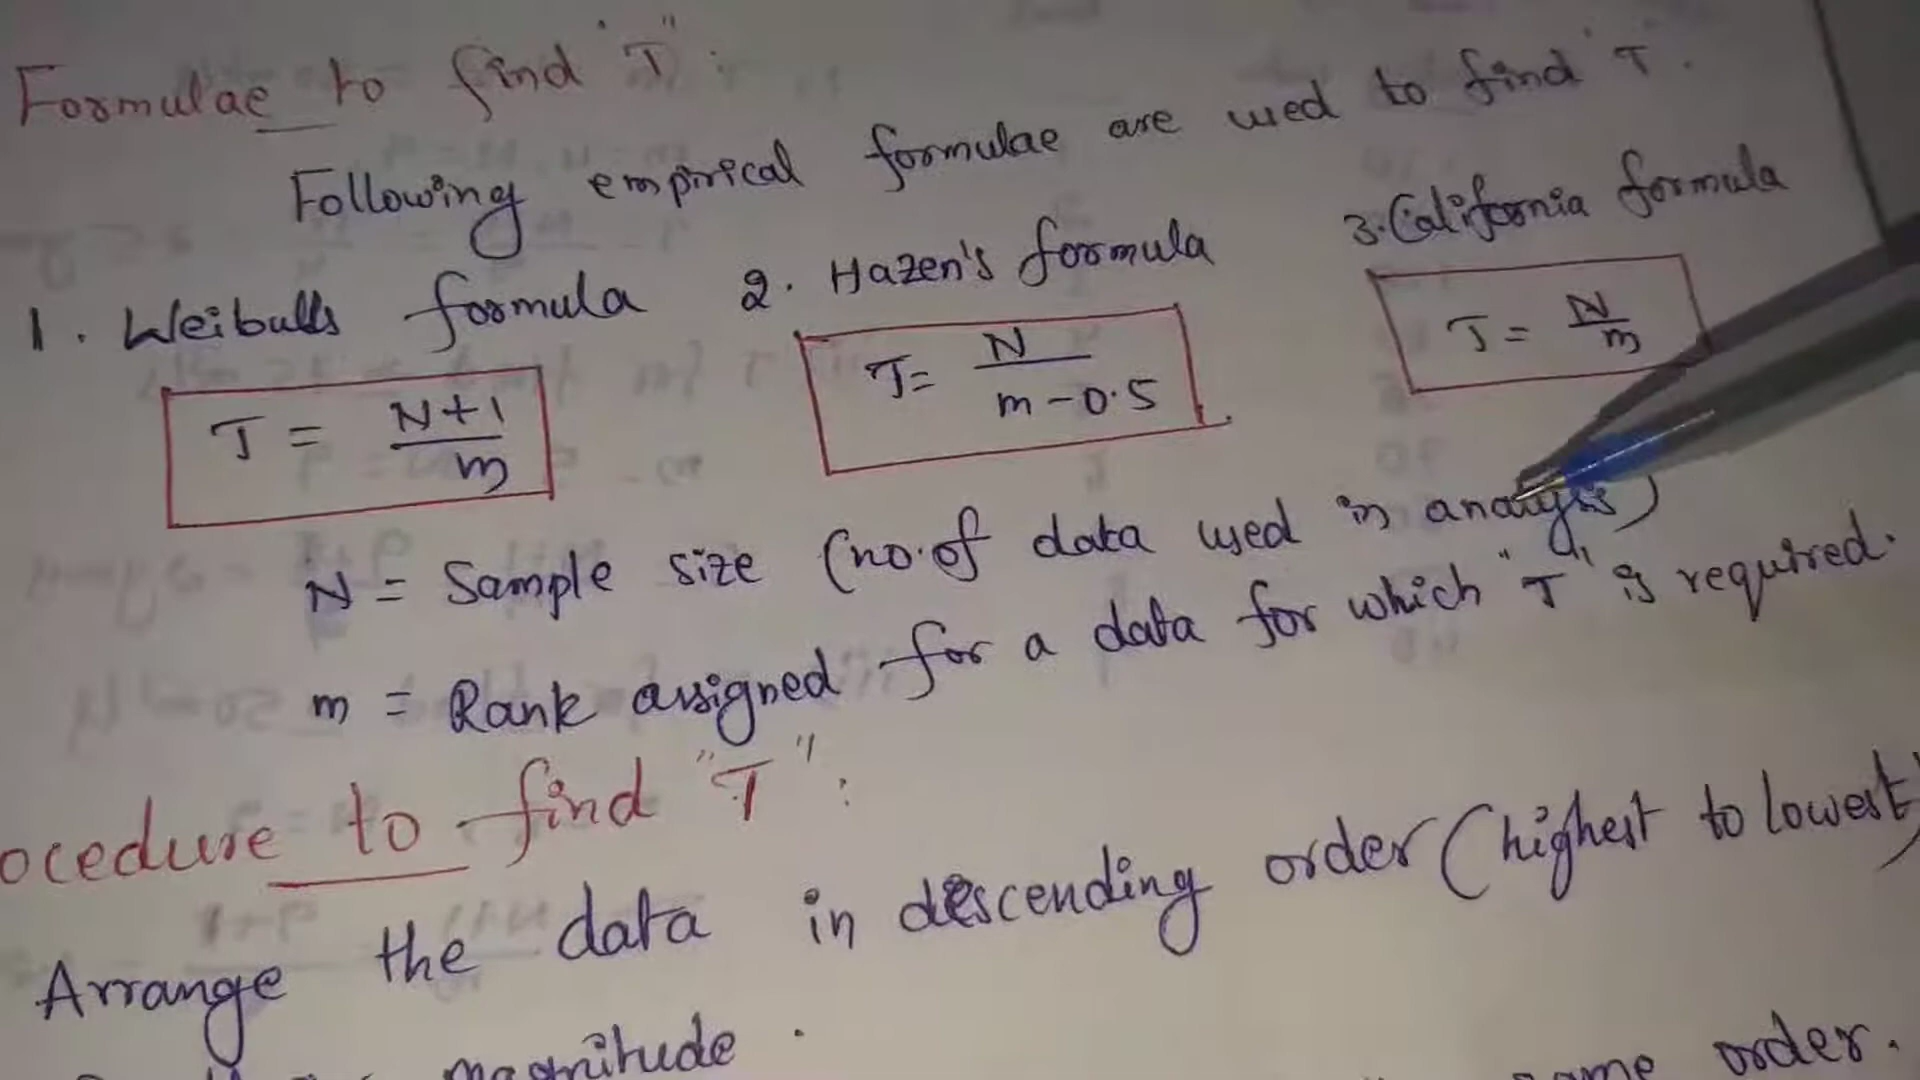 Formulae to find "T" :
Following empirical formulae are used to find "T".
1. Weibulls formula 2. Hazen's formula 3. California formula
T = N+1 / m T = N / m-0.5 T = N / m
N = Sample size (no. of data used in analysis)
m = Rank assigned for a data for which "T" is required.
ocedure to find "T" :
Arrange the data in descending order (highest to lowest)
magnitude. order.